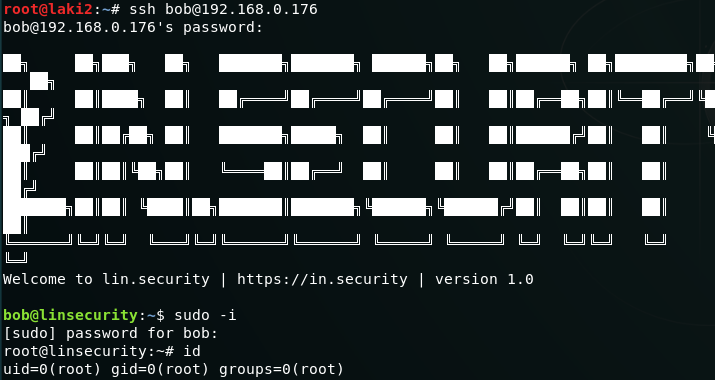 root@laki2:~# ssh bob@192.168.0.176
bob@192.168.0.176's password:
LIN.SECURITY
Welcome to lin.security | https://in.security | version 1.0
bob@linsecurity:~$ sudo -i
[sudo] password for bob:
root@linsecurity:~# id
uid=0(root) gid=0(root) groups=0(root)